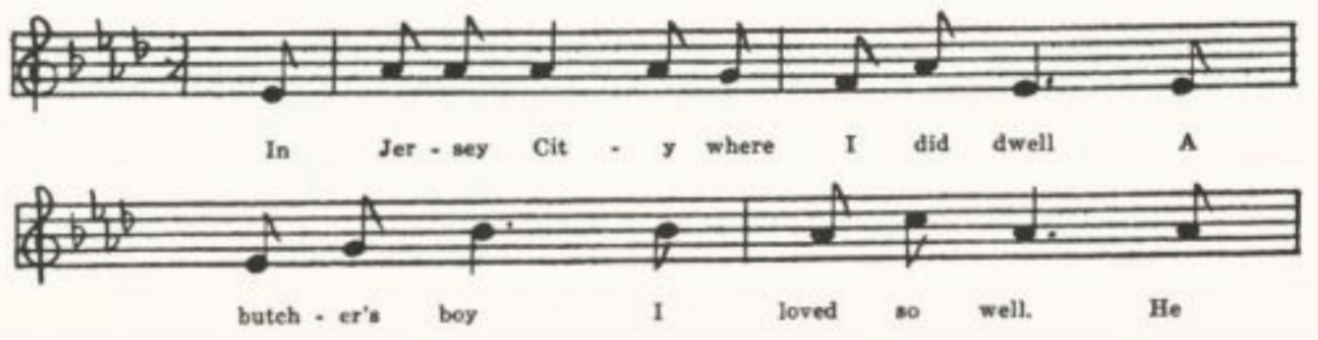 In Jer - sey Cit - y where I did dwell A
butch - er's boy I loved so well. He